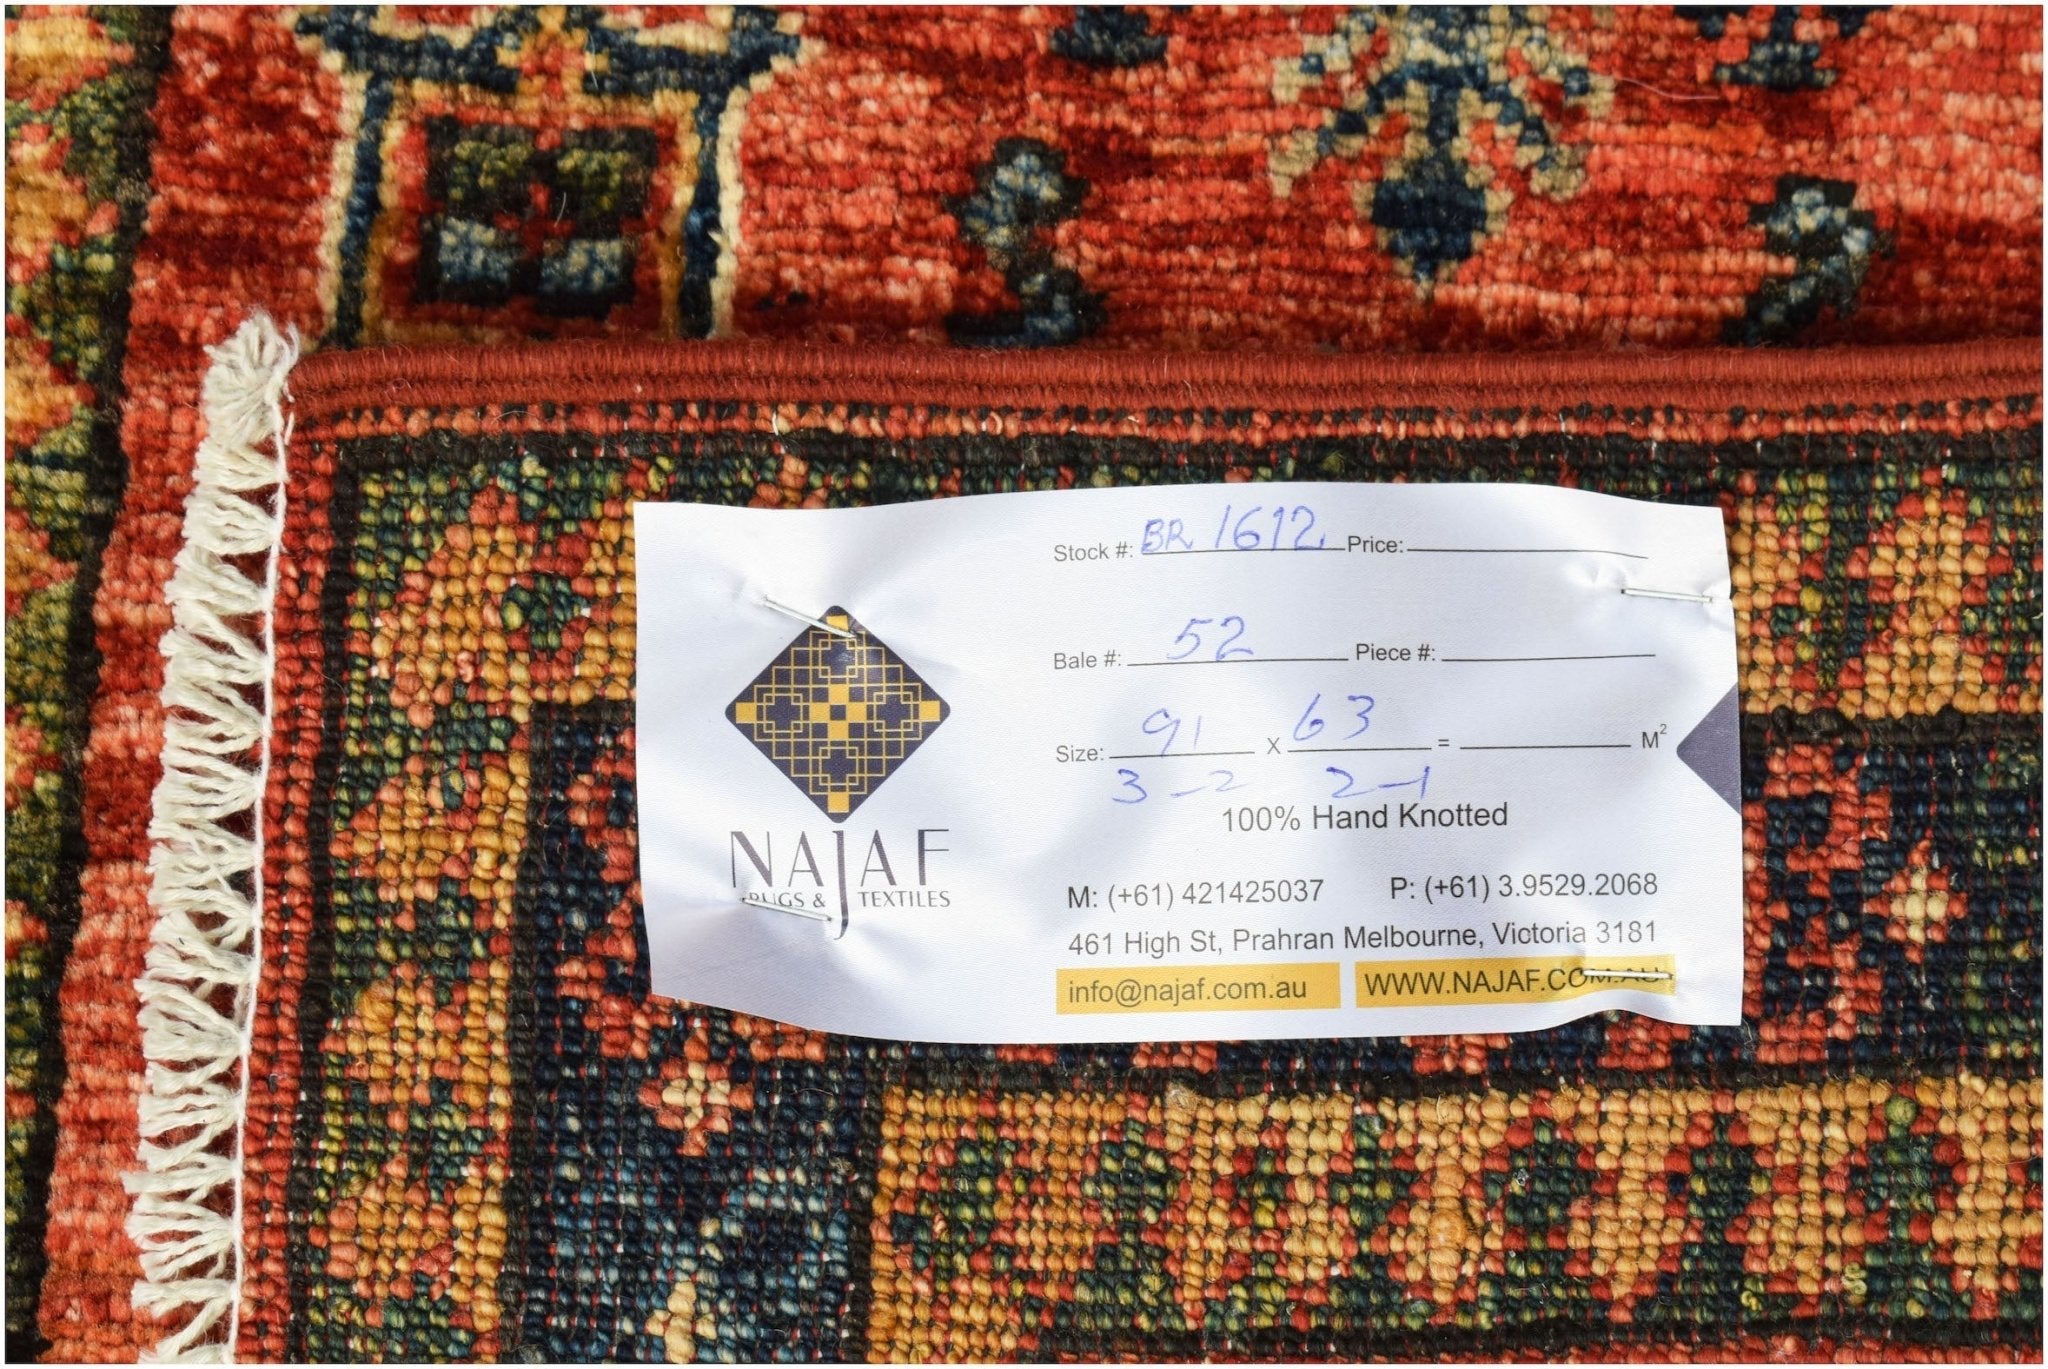 NAJAF
RUGS & TEXTILES
Stock #: BR 1612 Price:
Bale #: 52 Piece #:
Size: 91 X 63 = M²
3-2 2-1
100% Hand Knotted
M: (+61) 421425037 P: (+61) 3.9529.2068
461 High St, Prahran Melbourne, Victoria 3181
info@najaf.com.au WWW.NAJAF.COM.AU